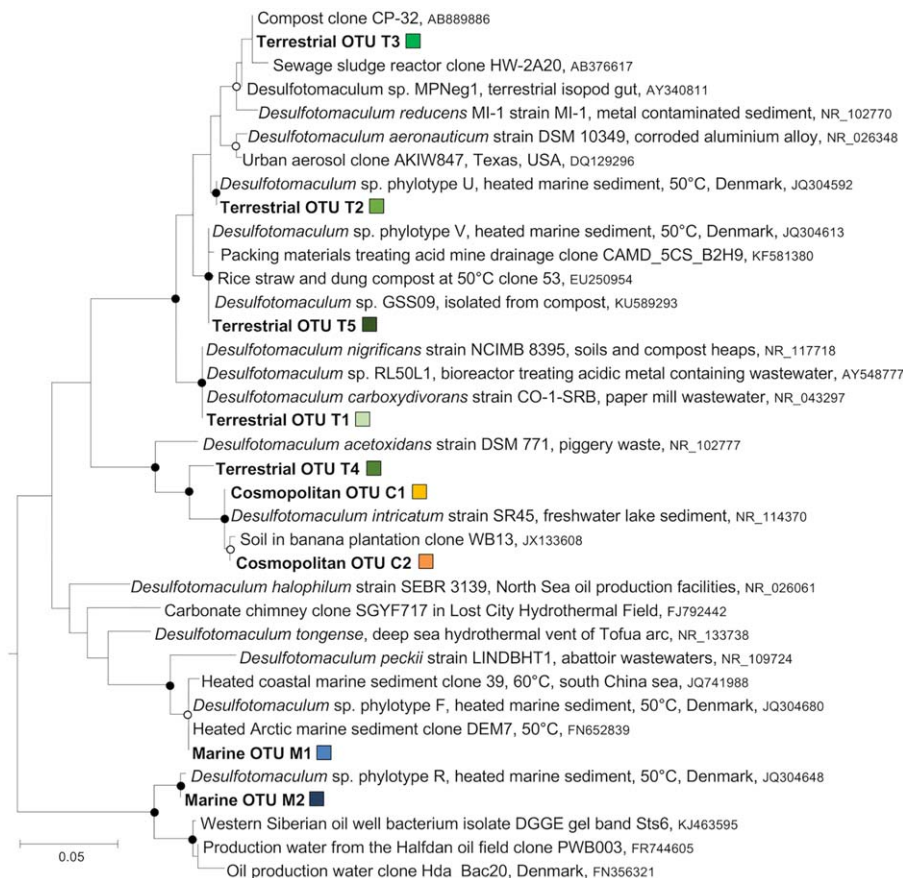 Compost clone CP-32, AB889886
Terrestrial OTU T3
Sewage sludge reactor clone HW-2A20, AB376617
Desulfotomaculum sp. MPNeg1, terrestrial isopod gut, AY340811
Desulfotomaculum reducens MI-1 strain MI-1, metal contaminated sediment, NR_102770
Desulfotomaculum aeronauticum strain DSM 10349, corroded aluminium alloy, NR_026348
Urban aerosol clone AKIW847, Texas, USA, DQ129296
Desulfotomaculum sp. phylotype U, heated marine sediment, 50°C, Denmark, JQ304592
Terrestrial OTU T2
Desulfotomaculum sp. phylotype V, heated marine sediment, 50°C, Denmark, JQ304613
Packing materials treating acid mine drainage clone CAMD_5CS_B2H9, KF581380
Rice straw and dung compost at 50°C clone 53, EU250954
Desulfotomaculum sp. GSS09, isolated from compost, KU589293
Terrestrial OTU T5
Desulfotomaculum nigrificans strain NCIMB 8395, soils and compost heaps, NR_117718
Desulfotomaculum sp. RL50L1, bioreactor treating acidic metal containing wastewater, AY548777
Desulfotomaculum carboxydivorans strain CO-1-SRB, paper mill wastewater, NR_043297
Terrestrial OTU T1
Desulfotomaculum acetoxidans strain DSM 771, piggery waste, NR_102777
Terrestrial OTU T4
Cosmopolitan OTU C1
Desulfotomaculum intricatum strain SR45, freshwater lake sediment, NR_114370
Soil in banana plantation clone WB13, JX133608
Cosmopolitan OTU C2
Desulfotomaculum halophilum strain SEBR 3139, North Sea oil production facilities, NR_026061
Carbonate chimney clone SGYF717 in Lost City Hydrothermal Field, FJ792442
Desulfotomaculum tongense, deep sea hydrothermal vent of Tofua arc, NR_133738
Desulfotomaculum peckii strain LINDBHT1, abattoir wastewaters, NR_109724
Heated coastal marine sediment clone 39, 60°C, south China sea, JQ741988
Desulfotomaculum sp. phylotype F, heated marine sediment, 50°C, Denmark, JQ304680
Heated Arctic marine sediment clone DEM7, 50°C, FN652839
Marine OTU M1
Desulfotomaculum sp. phylotype R, heated marine sediment, 50°C, Denmark, JQ304648
Marine OTU M2
Western Siberian oil well bacterium isolate DGGE gel band Sts6, KJ463595
Production water from the Halfdan oil field clone PWB003, FR744605
Oil production water clone Hda_Bac20, Denmark, FN356321
0.05